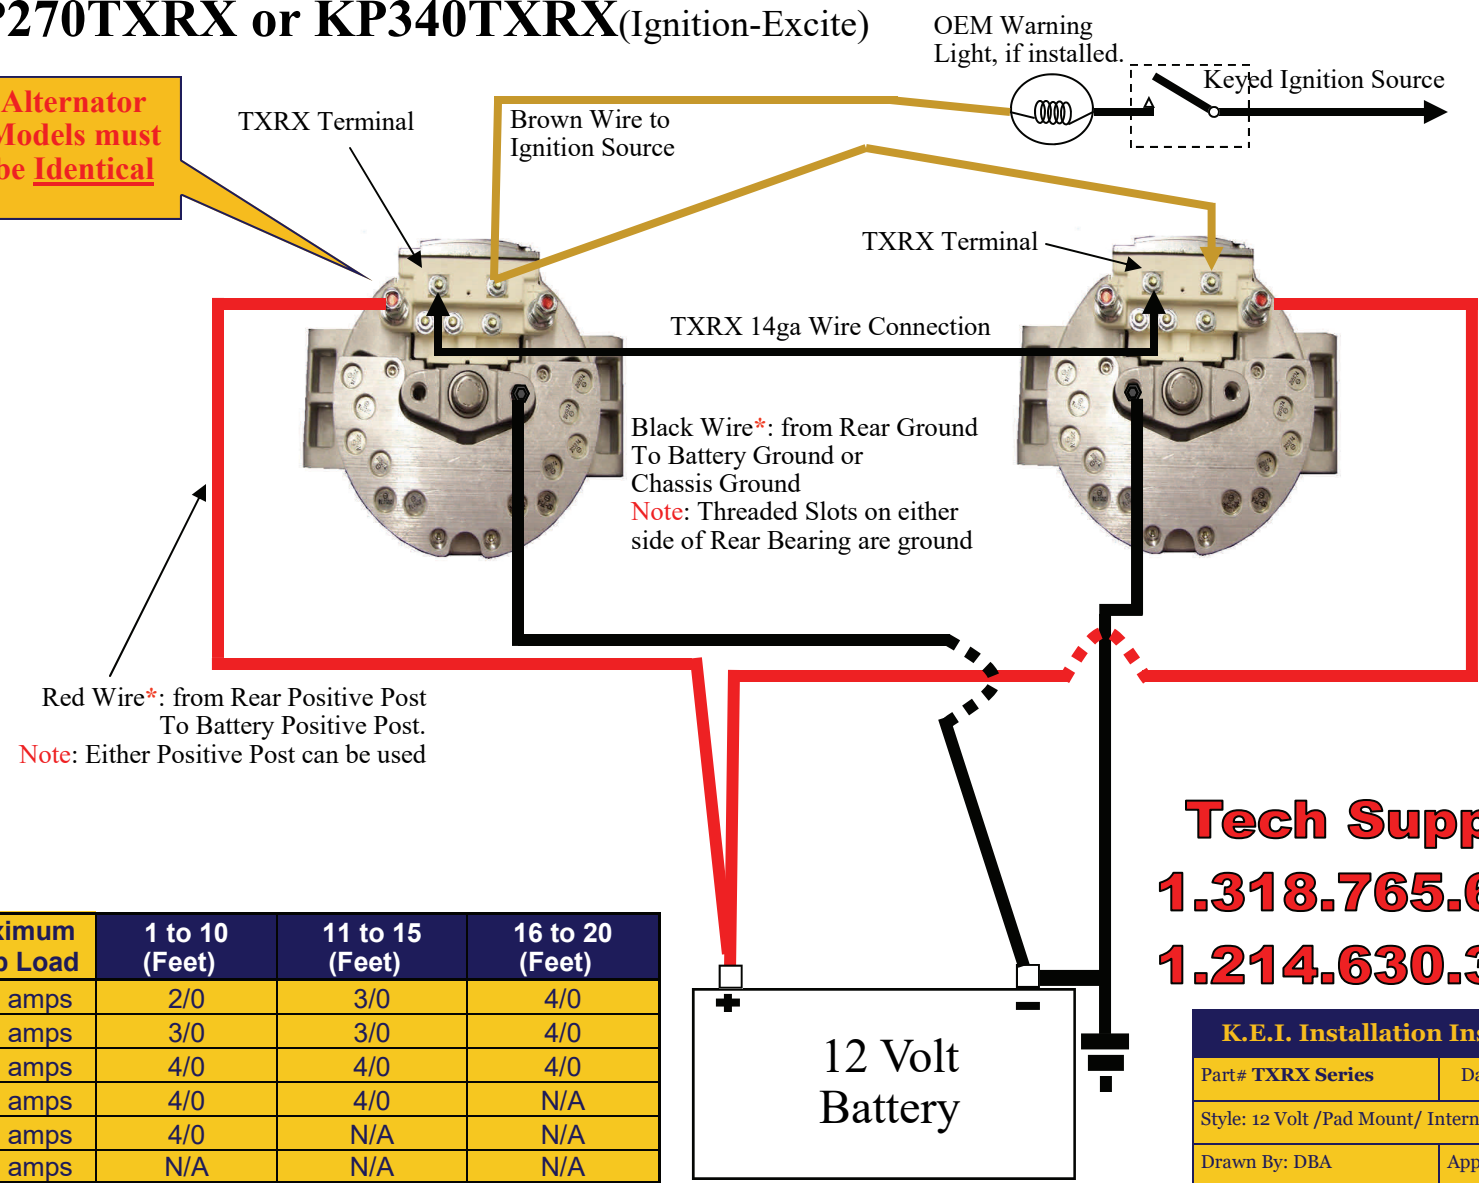 P270TXRX or KP340TXRX(Ignition-Excite)
OEM Warning
Light, if installed.
Keyed Ignition Source
Alternator
Models must
be Identical
TXRX Terminal
Brown Wire to
Ignition Source
TXRX Terminal
TXRX 14ga Wire Connection
Black Wire*: from Rear Ground
To Battery Ground or
Chassis Ground
Note: Threaded Slots on either
side of Rear Bearing are ground
Red Wire*: from Rear Positive Post
To Battery Positive Post.
Note: Either Positive Post can be used
Tech Supp
1.318.765.6
1.214.630.3
ximum 1 to 10 11 to 15 16 to 20
p Load (Feet) (Feet) (Feet)
amps 2/0 3/0 4/0
amps 3/0 3/0 4/0
amps 4/0 4/0 4/0
amps 4/0 4/0 N/A
amps 4/0 N/A N/A
amps N/A N/A N/A
12 Volt
Battery
K.E.I. Installation Ins
Part# TXRX Series Da
Style: 12 Volt /Pad Mount/ Intern
Drawn By: DBA App